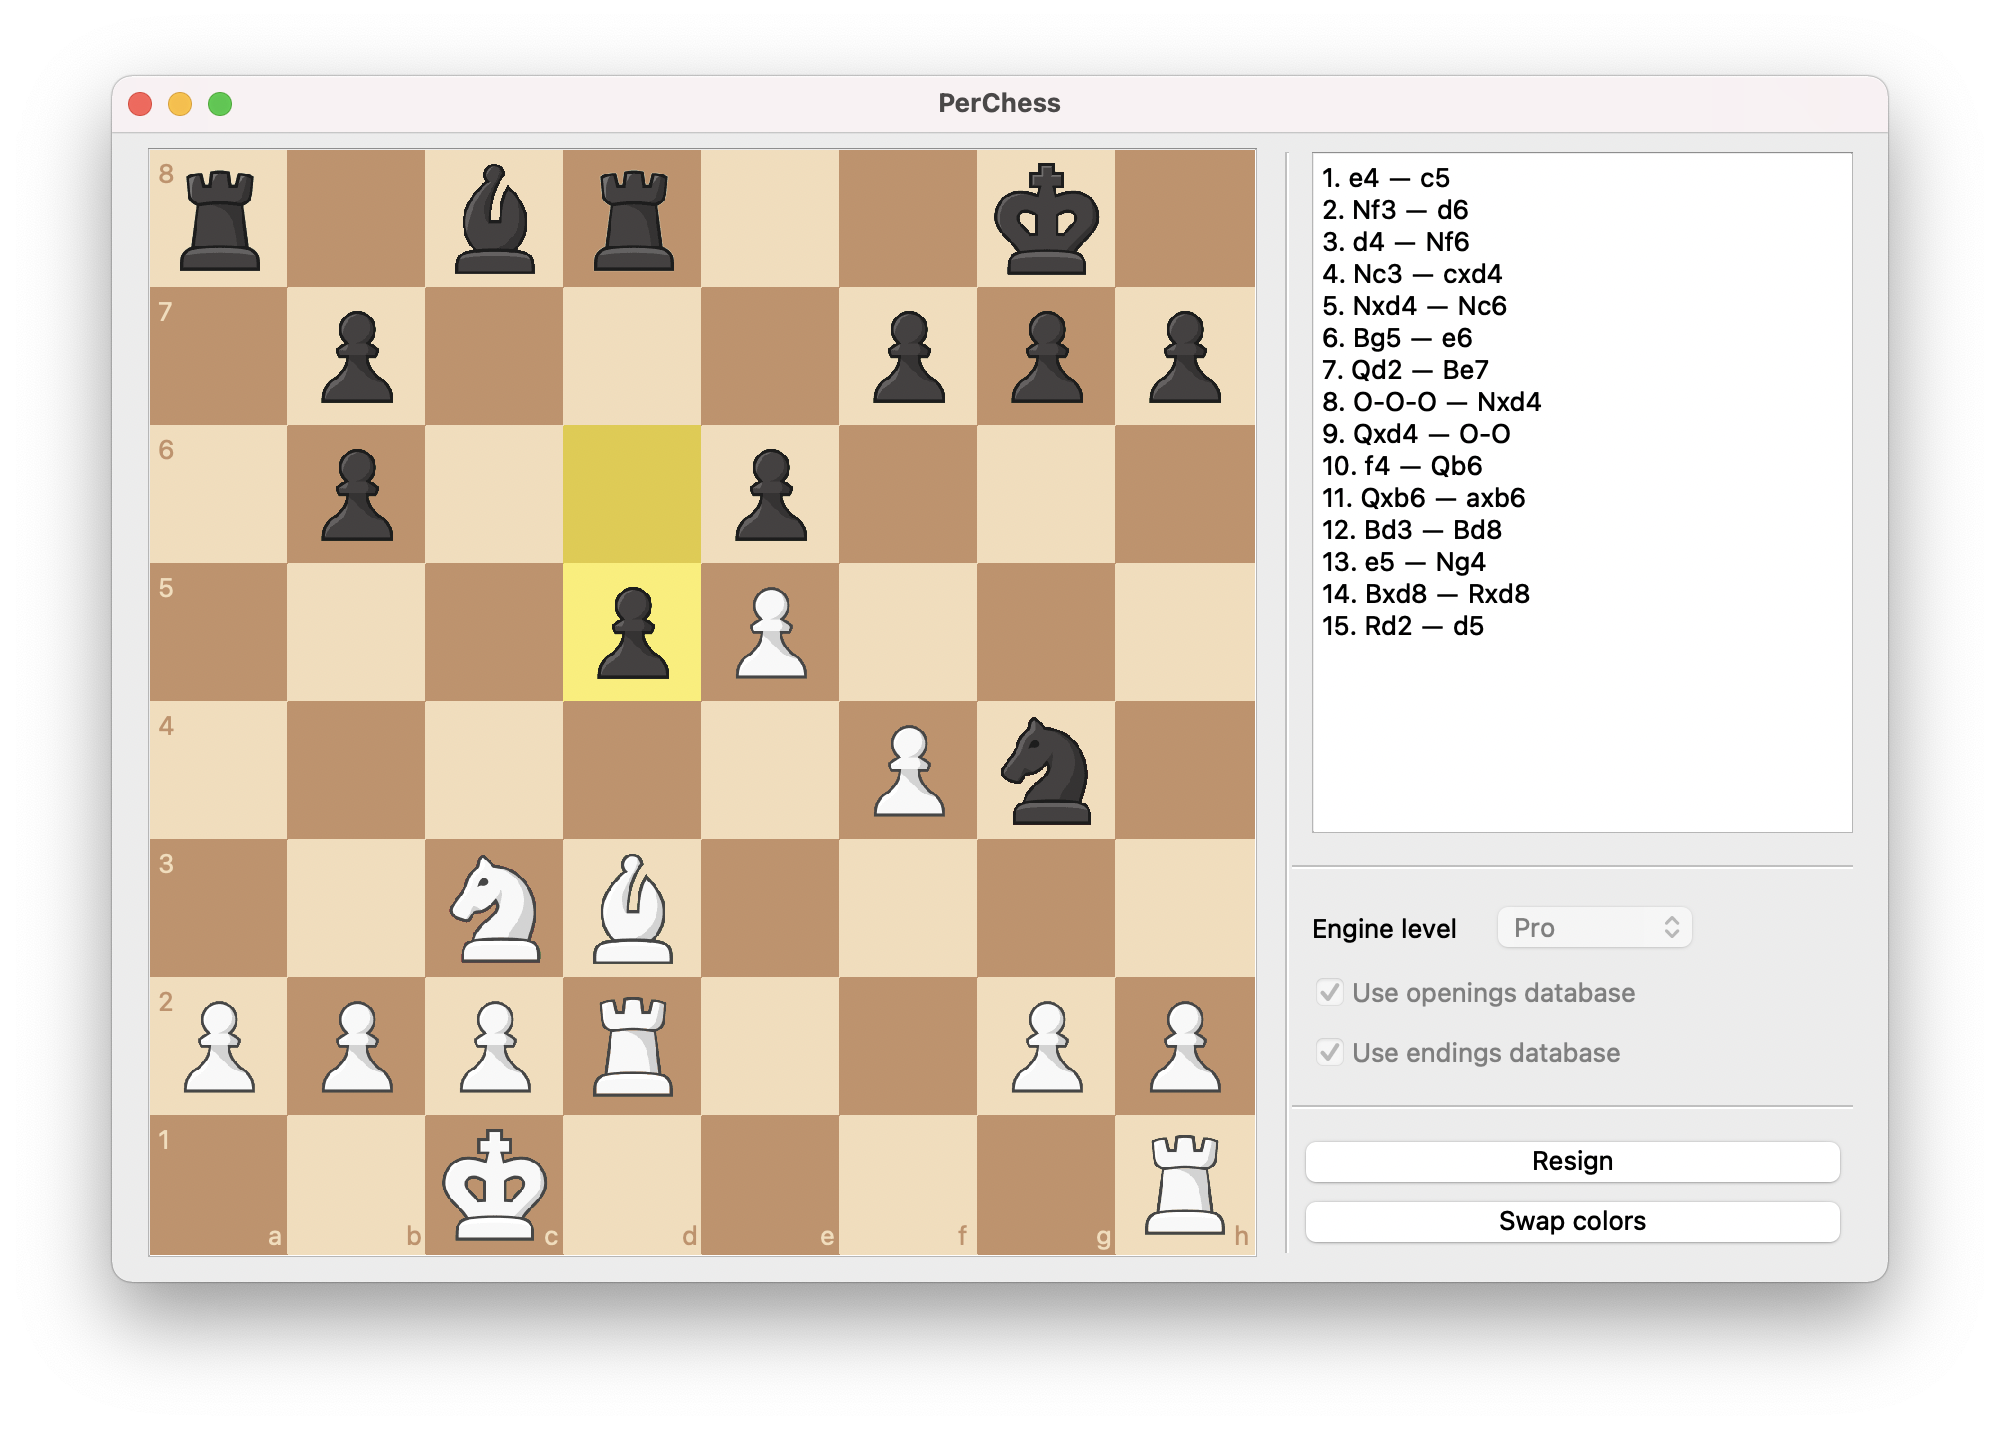 PerChess
8
7
6
5
4
3
2
1
a b c d e f g h
1. e4 — c5
2. Nf3 — d6
3. d4 — Nf6
4. Nc3 — cxd4
5. Nxd4 — Nc6
6. Bg5 — e6
7. Qd2 — Be7
8. O-O-O — Nxd4
9. Qxd4 — O-O
10. f4 — Qb6
11. Qxb6 — axb6
12. Bd3 — Bd8
13. e5 — Ng4
14. Bxd8 — Rxd8
15. Rd2 — d5
Engine level Pro
Use openings database
Use endings database
Resign
Swap colors